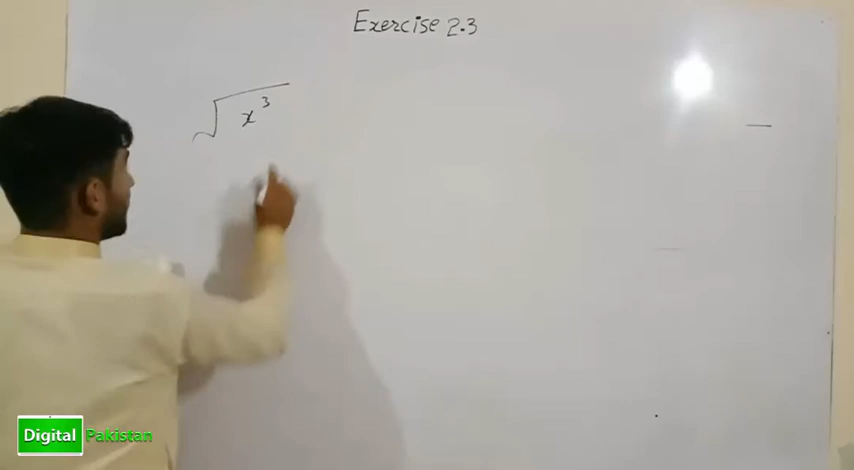 Exercise 2.3
√x³
Digital Pakistan